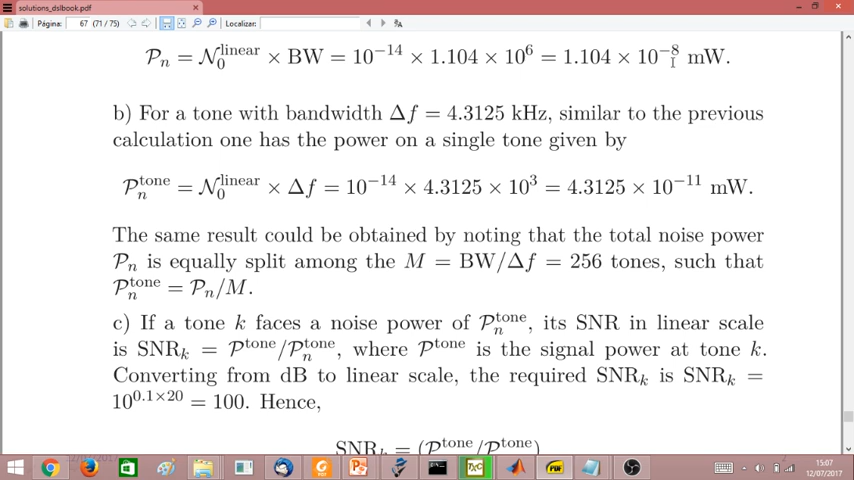 solutions_dslbook.pdf
Página: 67 (71 / 75) Localizar:
𝒫ₙ = 𝒩₀^linear × BW = 10⁻¹⁴ × 1.104 × 10⁶ = 1.104 × 10⁻⁸ mW.
b) For a tone with bandwidth Δf = 4.3125 kHz, similar to the previous
calculation one has the power on a single tone given by
𝒫ₙ^tone = 𝒩₀^linear × Δf = 10⁻¹⁴ × 4.3125 × 10³ = 4.3125 × 10⁻¹¹ mW.
The same result could be obtained by noting that the total noise power
𝒫ₙ is equally split among the M = BW/Δf = 256 tones, such that
𝒫ₙ^tone = 𝒫ₙ/M.
c) If a tone k faces a noise power of 𝒫ₙ^tone, its SNR in linear scale
is SNRₖ = 𝒫^tone/𝒫ₙ^tone, where 𝒫^tone is the signal power at tone k.
Converting from dB to linear scale, the required SNRₖ is SNRₖ =
10^0.1×20 = 100. Hence,
SNRₖ = (𝒫^tone/𝒫^tone)
15:07
12/07/2017